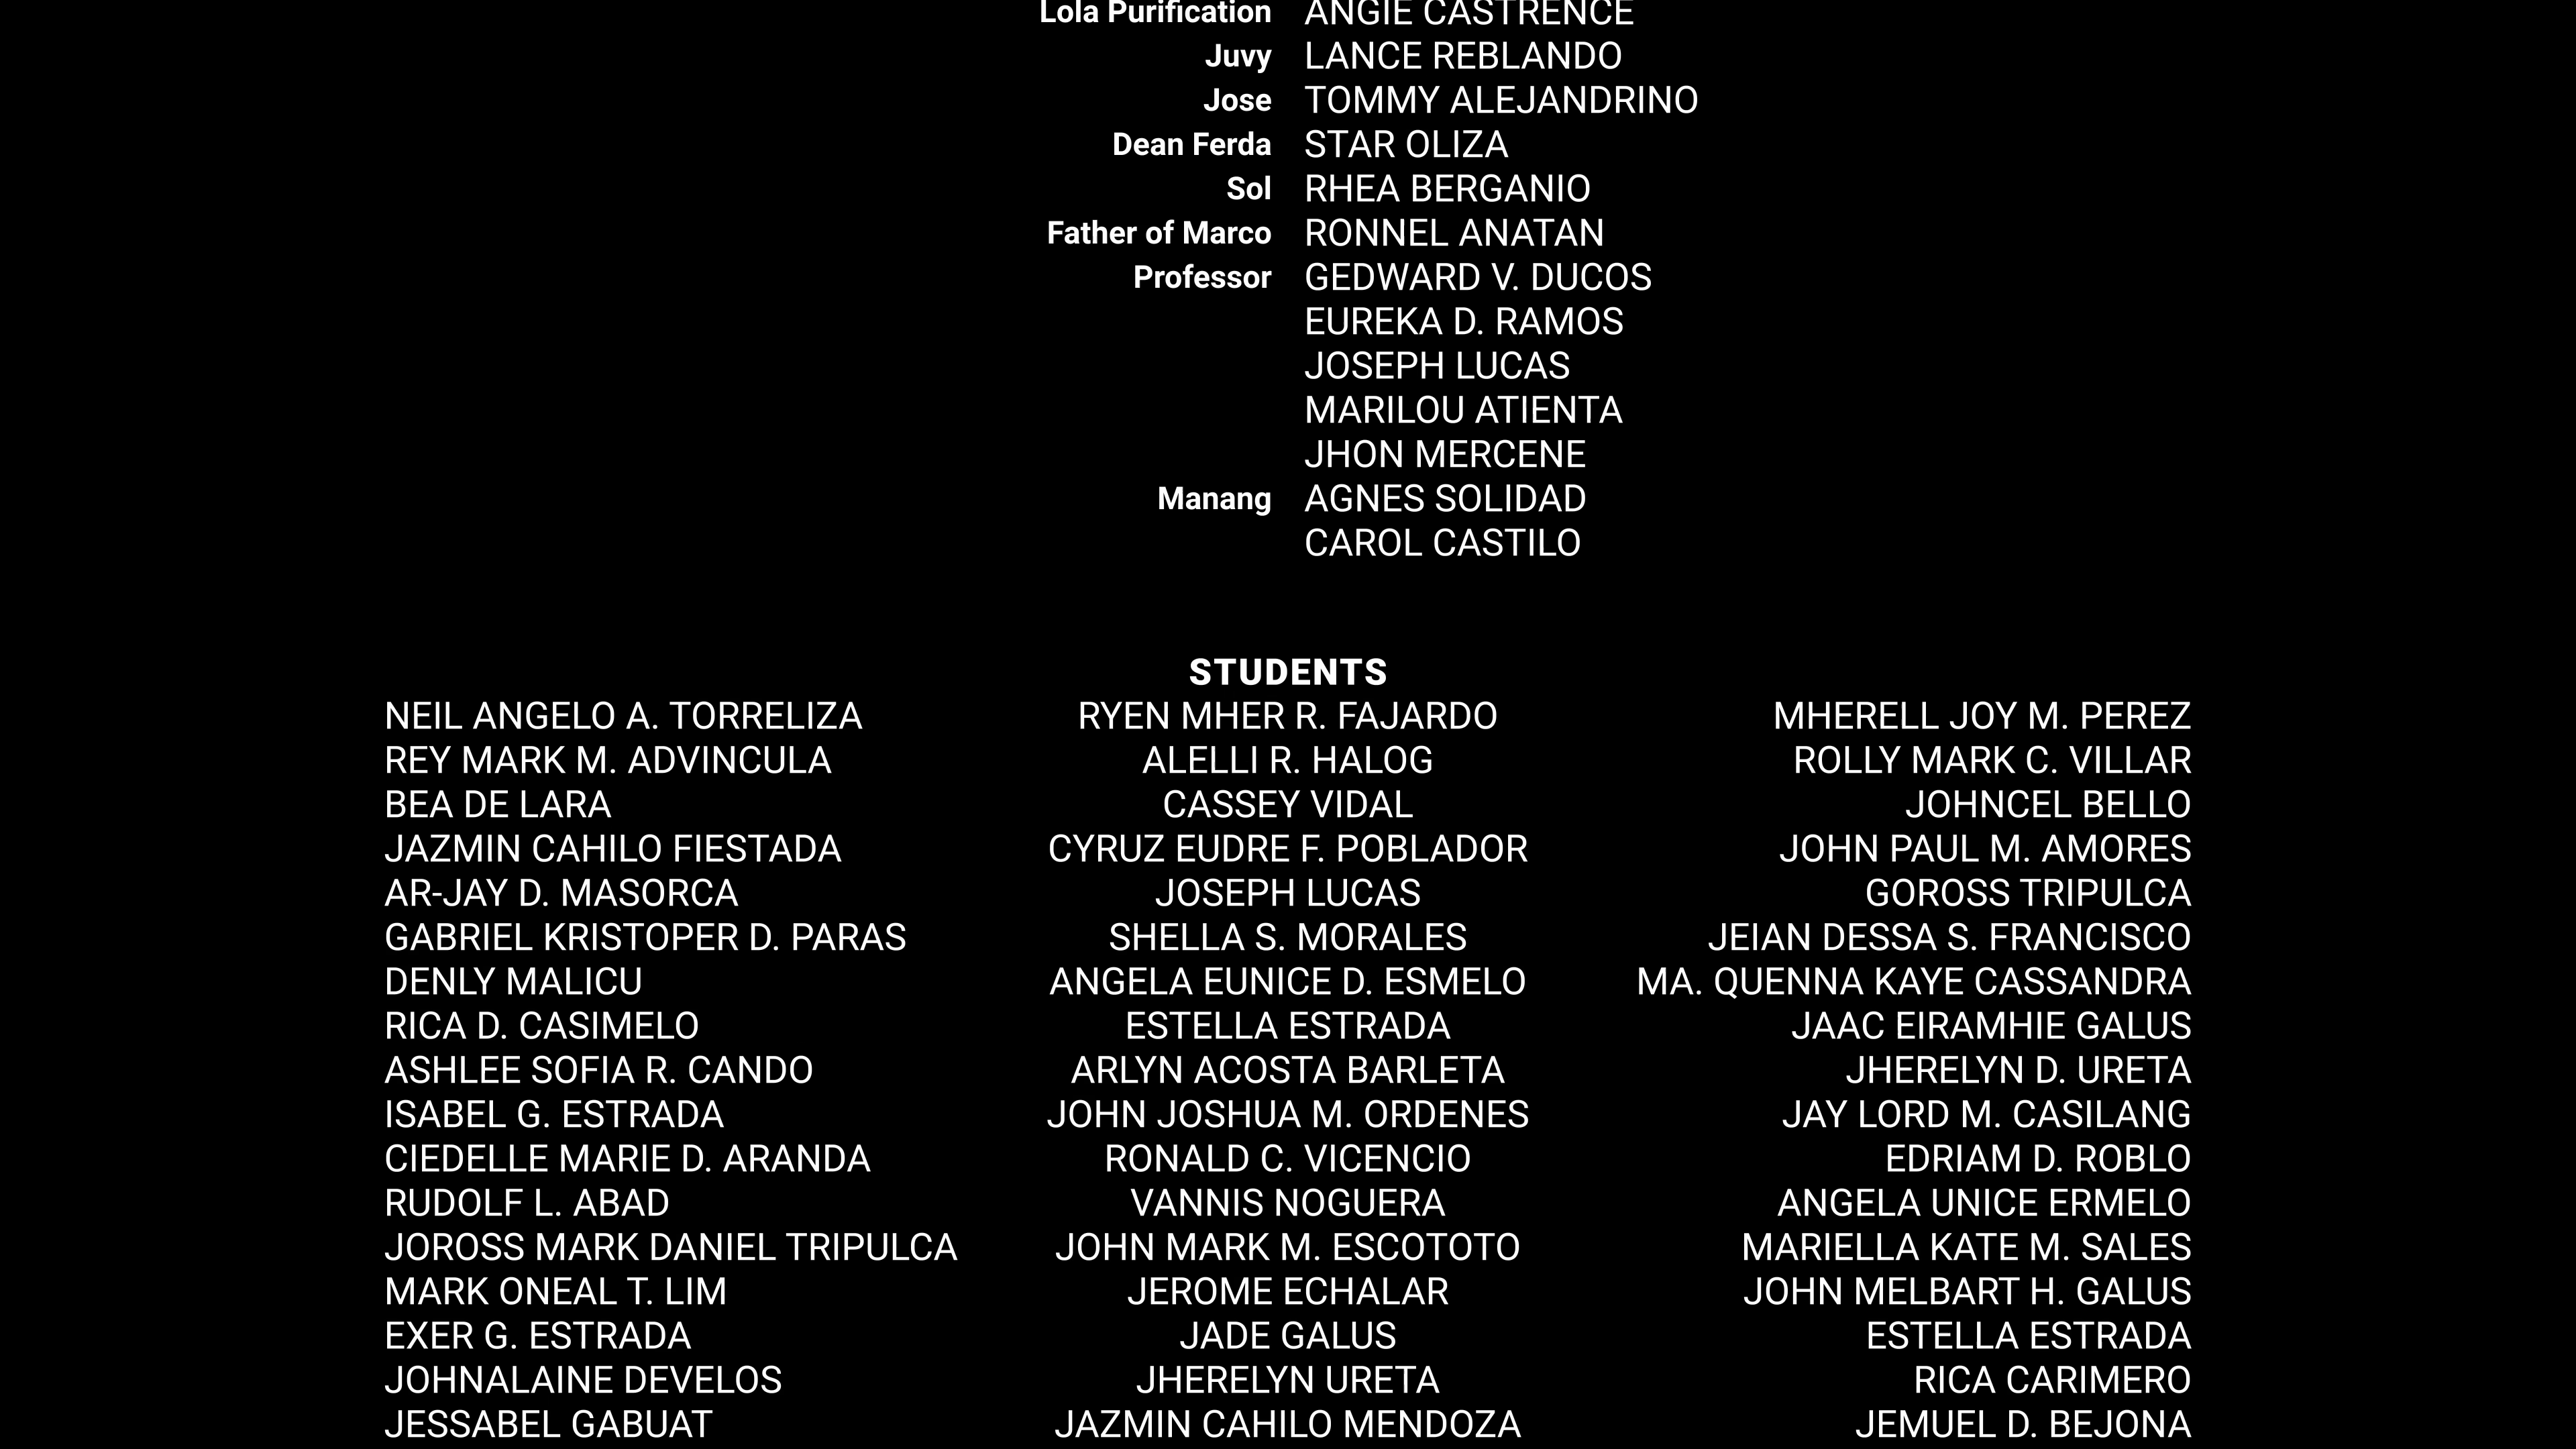 Lola Purification ANGIE CASTRENCE
Juvy LANCE REBLANDO
Jose TOMMY ALEJANDRINO
Dean Ferda STAR OLIZA
Sol RHEA BERGANIO
Father of Marco RONNEL ANATAN
Professor GEDWARD V. DUCOS
EUREKA D. RAMOS
JOSEPH LUCAS
MARILOU ATIENTA
JHON MERCENE
Manang AGNES SOLIDAD
CAROL CASTILO
STUDENTS
NEIL ANGELO A. TORRELIZA RYEN MHER R. FAJARDO MHERELL JOY M. PEREZ
REY MARK M. ADVINCULA ALELLI R. HALOG ROLLY MARK C. VILLAR
BEA DE LARA CASSEY VIDAL JOHNCEL BELLO
JAZMIN CAHILO FIESTADA CYRUZ EUDRE F. POBLADOR JOHN PAUL M. AMORES
AR-JAY D. MASORCA JOSEPH LUCAS GOROSS TRIPULCA
GABRIEL KRISTOPER D. PARAS SHELLA S. MORALES JEIAN DESSA S. FRANCISCO
DENLY MALICU ANGELA EUNICE D. ESMELO MA. QUENNA KAYE CASSANDRA
RICA D. CASIMELO ESTELLA ESTRADA JAAC EIRAMHIE GALUS
ASHLEE SOFIA R. CANDO ARLYN ACOSTA BARLETA JHERELYN D. URETA
ISABEL G. ESTRADA JOHN JOSHUA M. ORDENES JAY LORD M. CASILANG
CIEDELLE MARIE D. ARANDA RONALD C. VICENCIO EDRIAM D. ROBLO
RUDOLF L. ABAD VANNIS NOGUERA ANGELA UNICE ERMELO
JOROSS MARK DANIEL TRIPULCA JOHN MARK M. ESCOTOTO MARIELLA KATE M. SALES
MARK ONEAL T. LIM JEROME ECHALAR JOHN MELBART H. GALUS
EXER G. ESTRADA JADE GALUS ESTELLA ESTRADA
JOHNALAINE DEVELOS JHERELYN URETA RICA CARIMERO
JESSABEL GABUAT JAZMIN CAHILO MENDOZA JEMUEL D. BEJONA